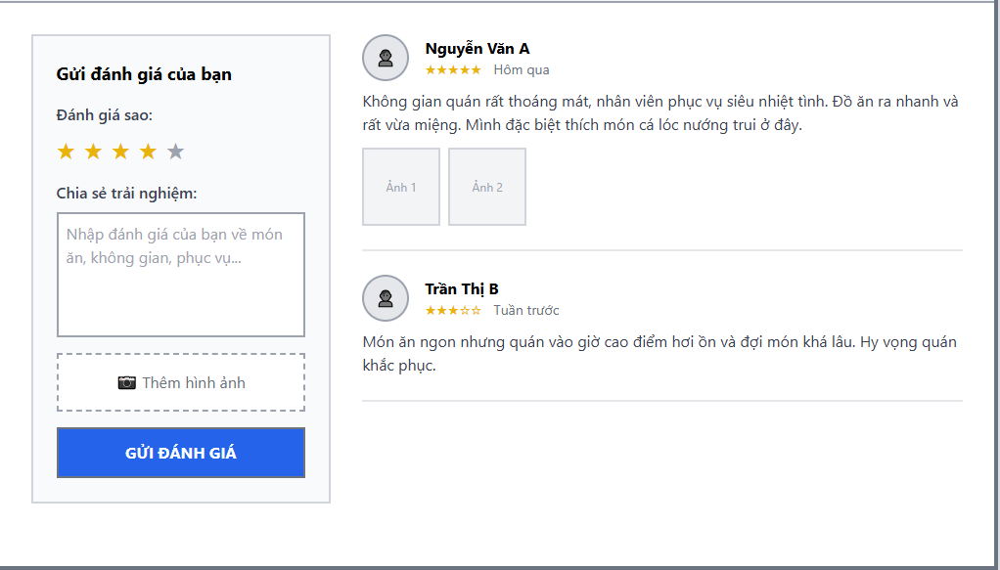 Gửi đánh giá của bạn
Đánh giá sao:
★ ★ ★ ★ ★
Chia sẻ trải nghiệm:
Nhập đánh giá của bạn về món
ăn, không gian, phục vụ...
📷 Thêm hình ảnh
GỬI ĐÁNH GIÁ
Nguyễn Văn A
★★★★★ Hôm qua
Không gian quán rất thoáng mát, nhân viên phục vụ siêu nhiệt tình. Đồ ăn ra nhanh và
rất vừa miệng. Mình đặc biệt thích món cá lóc nướng trui ở đây.
Ảnh 1
Ảnh 2
Trần Thị B
★★★☆☆ Tuần trước
Món ăn ngon nhưng quán vào giờ cao điểm hơi ồn và đợi món khá lâu. Hy vọng quán
khắc phục.